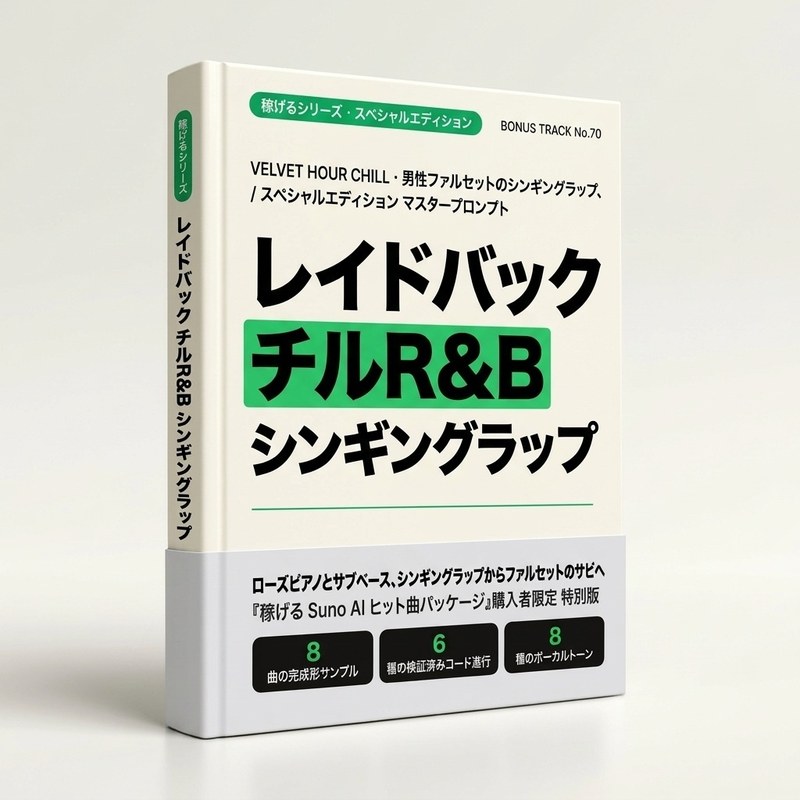 稼げるシリーズ
レイドバック チルR&B シンギングラップ
稼げるシリーズ・スペシャルエディション
BONUS TRACK No.70
VELVET HOUR CHILL・男性ファルセットのシンギングラップ、
/ スペシャルエディション マスタープロンプト
レイドバック
チルR&B
シンギングラップ
ローズピアノとサブベース、シンギングラップからファルセットのサビへ
『稼げる Suno AI ヒット曲パッケージ』購入者限定 特別版
8
曲の完成形サンプル
6
種の検証済みコード進行
8
種のボーカルトーン